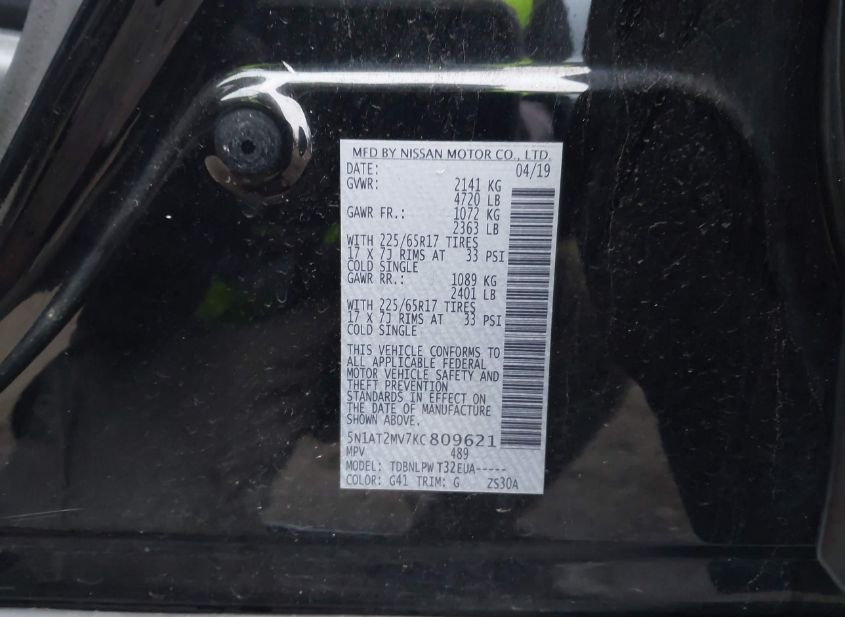 MFD BY NISSAN MOTOR CO., LTD.
DATE: 04/19
GVWR: 2141 KG
4720 LB
GAWR FR.: 1072 KG
2363 LB
WITH 225/65R17 TIRES
17 X 7J RIMS AT 33 PSI
COLD SINGLE
GAWR RR.: 1089 KG
2401 LB
WITH 225/65R17 TIRES
17 X 7J RIMS AT 33 PSI
COLD SINGLE
THIS VEHICLE CONFORMS TO
ALL APPLICABLE FEDERAL
MOTOR VEHICLE SAFETY AND
THEFT PREVENTION
STANDARDS IN EFFECT ON
THE DATE OF MANUFACTURE
SHOWN ABOVE.
5N1AT2MV7KC809621
MPV 489
MODEL: TDBNLPW T32EUA-----
COLOR: G41 TRIM: G ZS30A